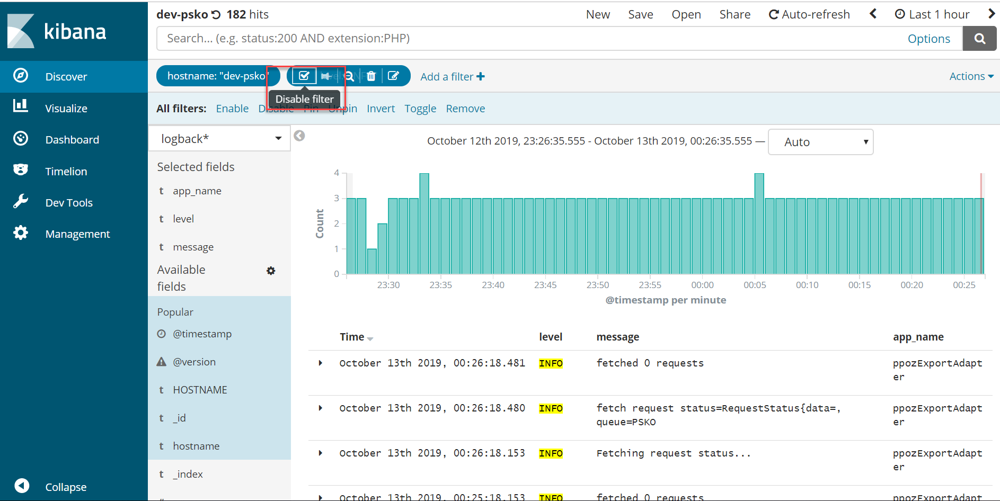 kibana
Discover
Visualize
Dashboard
Timelion
Dev Tools
Management
Collapse
dev-psko 182 hits
New Save Open Share Auto-refresh Last 1 hour
Search... (e.g. status:200 AND extension:PHP)
Options
hostname: "dev-psko"
Add a filter
Actions
Disable filter
All filters: Enable Disable Pin Unpin Invert Toggle Remove
logback*
Selected fields
t app_name
t level
t message
Available
fields
Popular
@timestamp
@version
t HOSTNAME
t _id
t hostname
t _index
October 12th 2019, 23:26:35.555 - October 13th 2019, 00:26:35.555 —
Auto
Count
4
3
2
1
0
23:30 23:35 23:40 23:45 23:50 23:55 00:00 00:05 00:10 00:15 00:20 00:25
@timestamp per minute
Time level message app_name
October 13th 2019, 00:26:18.481 INFO fetched 0 requests ppozExportAdapt
er
October 13th 2019, 00:26:18.480 INFO fetch request status=RequestStatus{data=, ppozExportAdapt
queue=PSKO er
October 13th 2019, 00:26:18.153 INFO Fetching request status... ppozExportAdapt
er
October 13th 2019, 00:25:18.153 INFO fetched 0 requests ppozExportAdapt